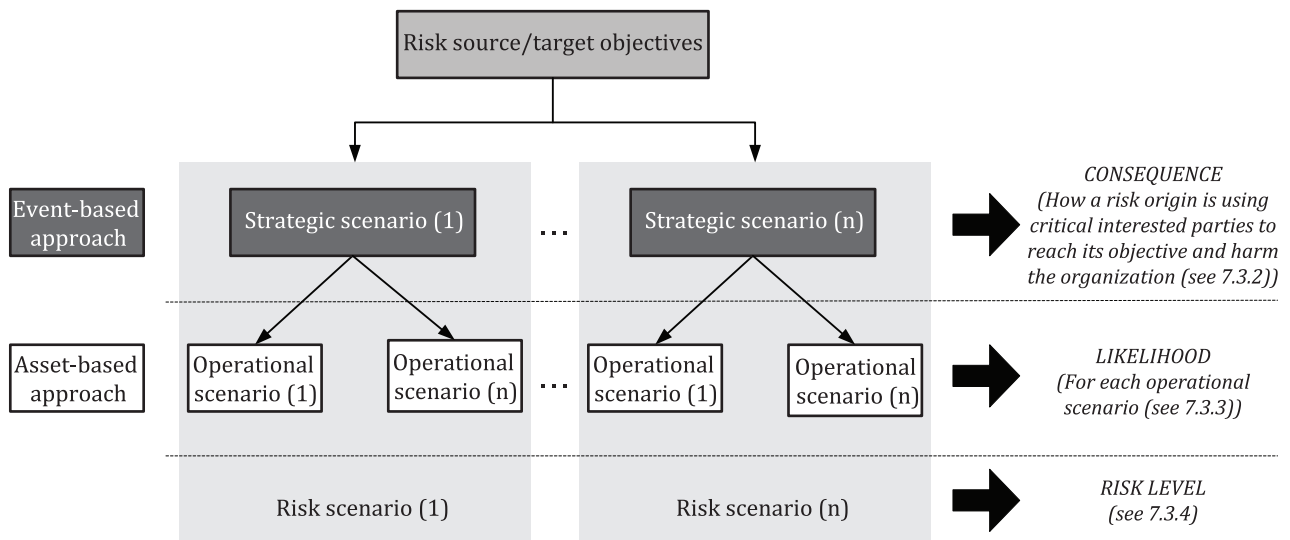 Risk source/target objectives
Event-based
approach
Strategic scenario (1)
...
Strategic scenario (n)
CONSEQUENCE
(How a risk origin is using
critical interested parties to
reach its objective and harm
the organization (see 7.3.2))
Asset-based
approach
Operational
scenario (1)
Operational
scenario (n)
...
Operational
scenario (1)
Operational
scenario (n)
LIKELIHOOD
(For each operational
scenario (see 7.3.3))
Risk scenario (1)
Risk scenario (n)
RISK LEVEL
(see 7.3.4)